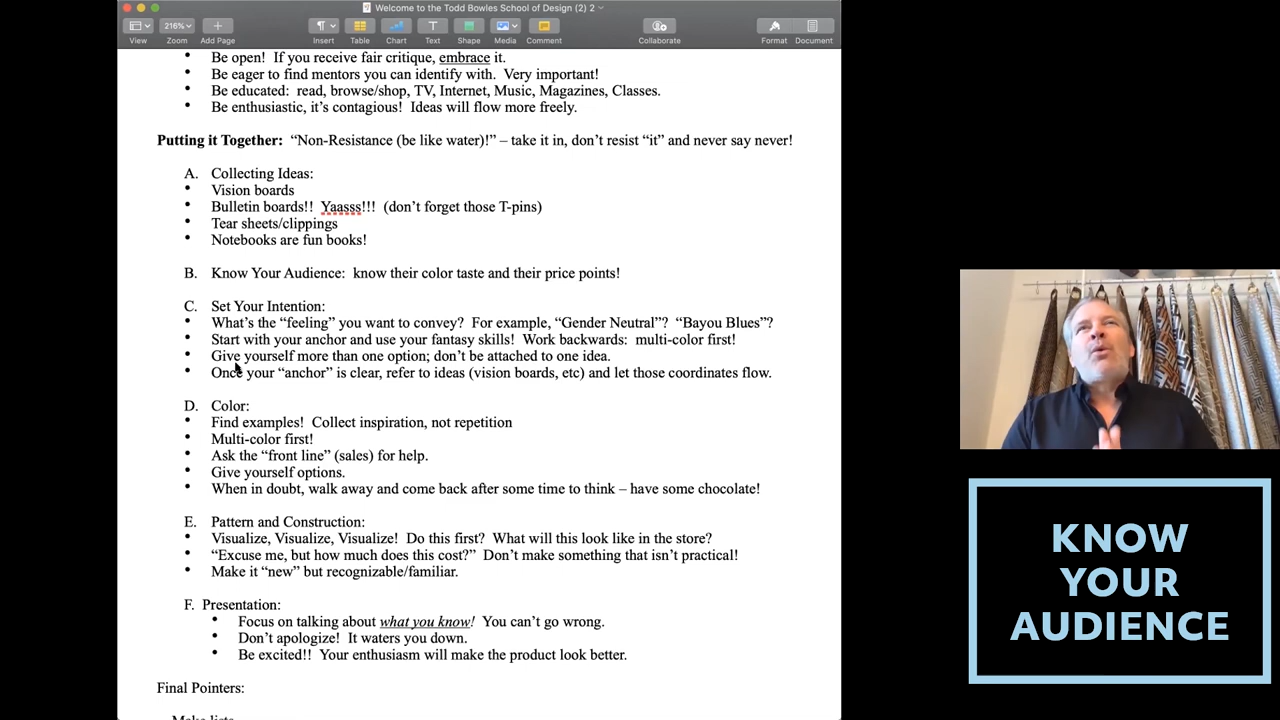 Welcome to the Todd Bowles School of Design (2) 2
216%
View
Zoom
Add Page
Insert
Table
Chart
Text
Shape
Media
Comment
Collaborate
Format
Document
Be open!  If you receive fair critique, embrace it.
Be eager to find mentors you can identify with.  Very important!
Be educated:  read, browse/shop, TV, Internet, Music, Magazines, Classes.
Be enthusiastic, it’s contagious!  Ideas will flow more freely.
Putting it Together:  “Non-Resistance (be like water)!” – take it in, don’t resist “it” and never say never!
A.  Collecting Ideas:
Vision boards
Bulletin boards!!  Yaasss!!!  (don’t forget those T-pins)
Tear sheets/clippings
Notebooks are fun books!
B.  Know Your Audience:  know their color taste and their price points!
C.  Set Your Intention:
What’s the “feeling” you want to convey?  For example, “Gender Neutral”?  “Bayou Blues”?
Start with your anchor and use your fantasy skills!  Work backwards:  multi-color first!
Give yourself more than one option; don’t be attached to one idea.
Once your “anchor” is clear, refer to ideas (vision boards, etc) and let those coordinates flow.
D.  Color:
Find examples!  Collect inspiration, not repetition
Multi-color first!
Ask the “front line” (sales) for help.
Give yourself options.
When in doubt, walk away and come back after some time to think – have some chocolate!
E.  Pattern and Construction:
Visualize, Visualize, Visualize!  Do this first?  What will this look like in the store?
“Excuse me, but how much does this cost?”  Don’t make something that isn’t practical!
Make it “new” but recognizable/familiar.
F.  Presentation:
Focus on talking about what you know!  You can’t go wrong.
Don’t apologize!  It waters you down.
Be excited!!  Your enthusiasm will make the product look better.
Final Pointers:
Make lists
KNOW
YOUR
AUDIENCE